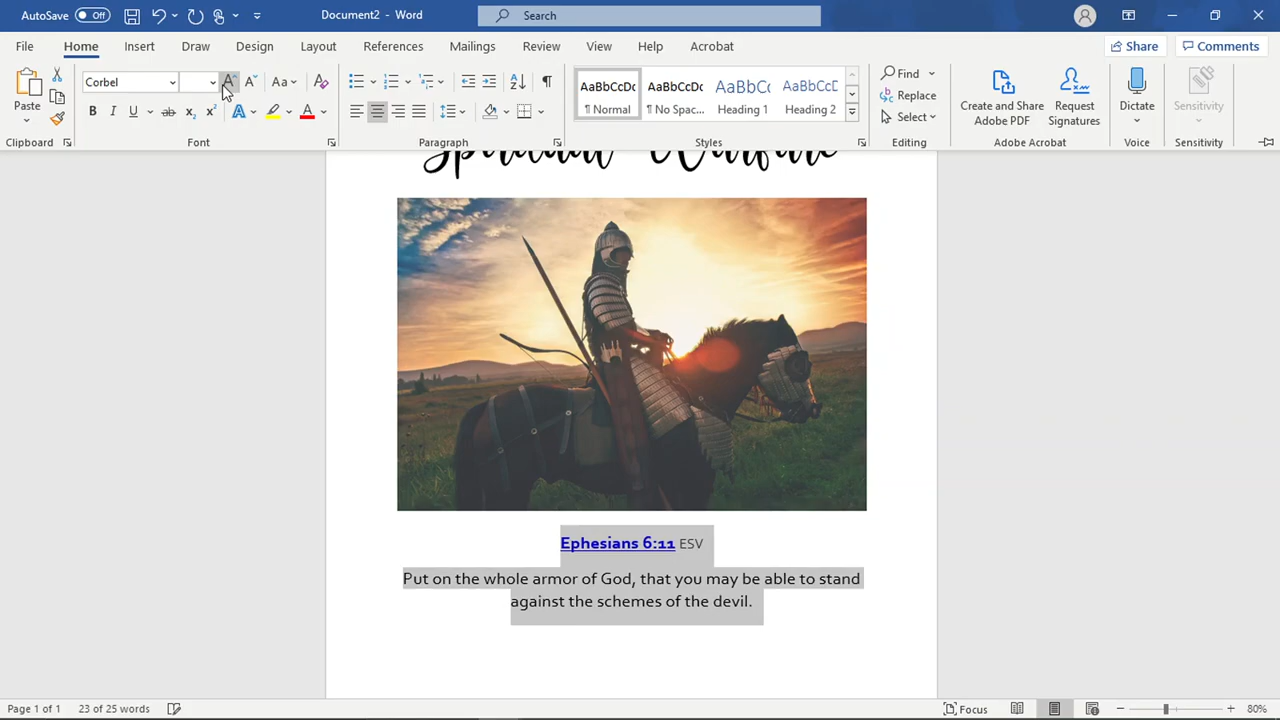 AutoSave Off Document2 - Word Search
File Home Insert Draw Design Layout References Mailings Review View Help Acrobat Share Comments
Corbel Aa Find
Paste Replace
Select
AaBbCcDc AaBbCcDc AaBbCc AaBbCcD
¶ Normal ¶ No Spac... Heading 1 Heading 2
Create and Share Adobe PDF Request Signatures Dictate Sensitivity
Clipboard Font Paragraph Styles Editing Adobe Acrobat Voice Sensitivity
Spiritual Warfare
Ephesians 6:11 ESV
Put on the whole armor of God, that you may be able to stand
against the schemes of the devil.
Page 1 of 1 23 of 25 words Focus 80%